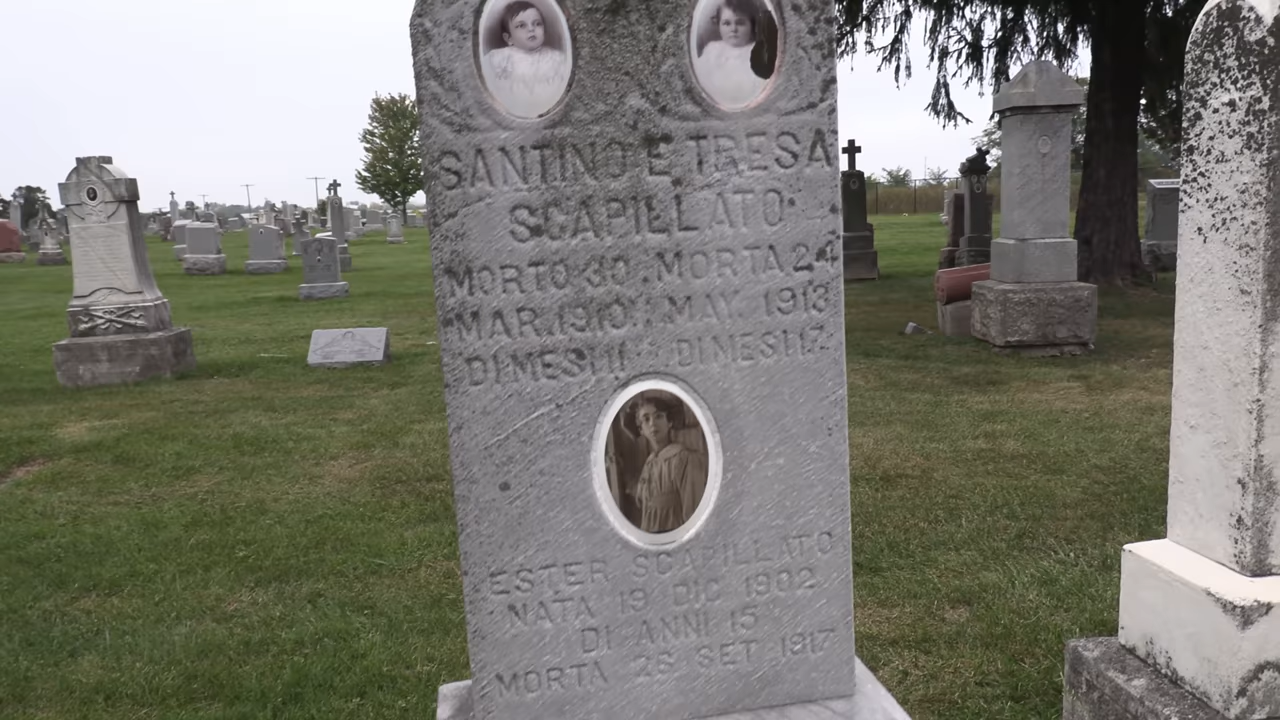 SANTINO E TRESA
SCAPILLATO
MORTO 30 MORTA 24
MAR. 1910 MAY 1913
DI MESI 11 DI MESI 17
ESTER SCAPILLATO
NATA 19 DIC 1902
DI ANNI 15
MORTA 28 SET 1917